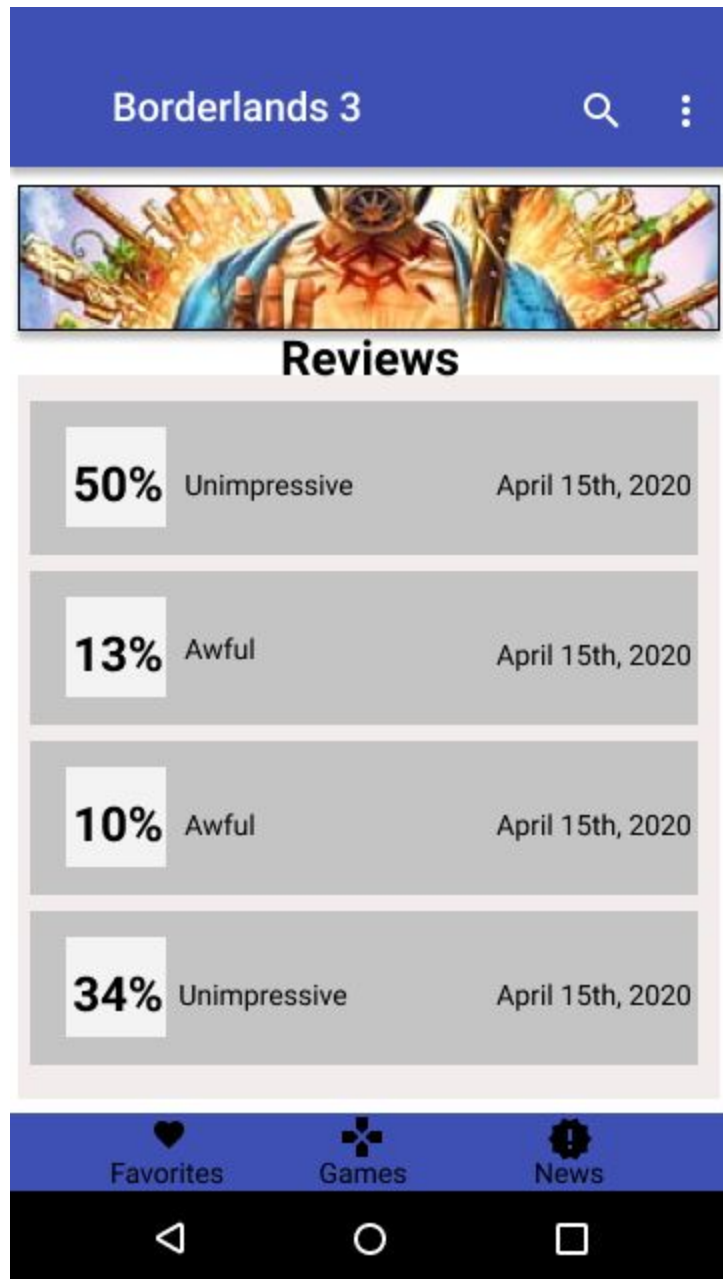 Borderlands 3
Reviews
50% Unimpressive April 15th, 2020
13% Awful April 15th, 2020
10% Awful April 15th, 2020
34% Unimpressive April 15th, 2020
Favorites Games News